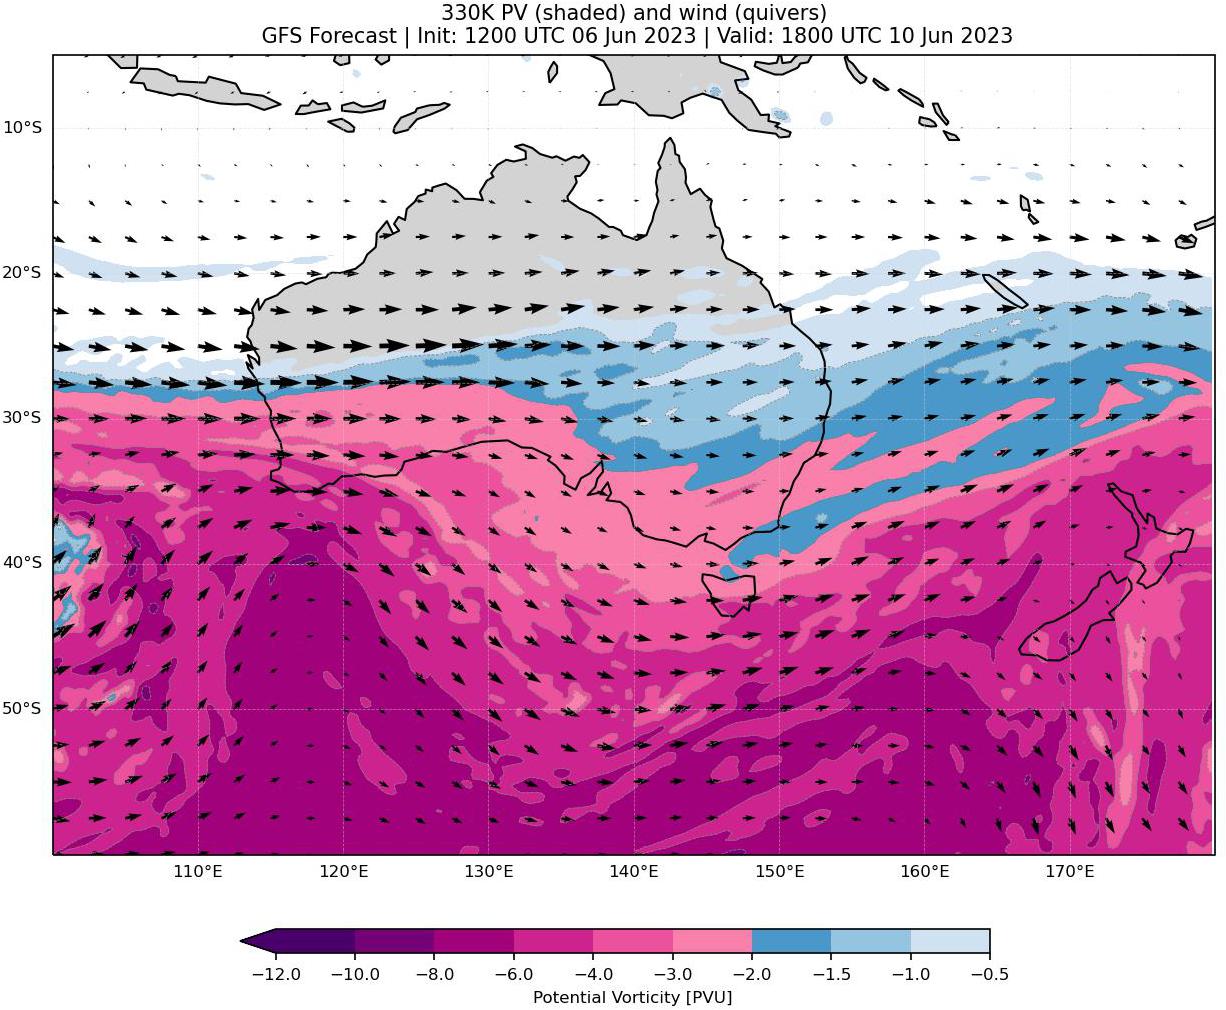 330K PV (shaded) and wind (quivers)
GFS Forecast | Init: 1200 UTC 06 Jun 2023 | Valid: 1800 UTC 10 Jun 2023
10°S
20°S
30°S
40°S
50°S
110°E 120°E 130°E 140°E 150°E 160°E 170°E
−12.0 −10.0 −8.0 −6.0 −4.0 −3.0 −2.0 −1.5 −1.0 −0.5
Potential Vorticity [PVU]